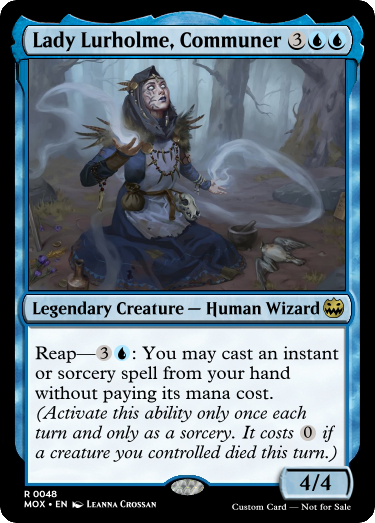 Lady Lurholme, Communer 3
Legendary Creature — Human Wizard
Reap—3: You may cast an instant
or sorcery spell from your hand
without paying its mana cost.
(Activate this ability only once each
turn and only as a sorcery. It costs 0 if
a creature you controlled died this turn.)
4/4
R 0048
MOX • EN Leanna Crossan
Custom Card — Not for Sale